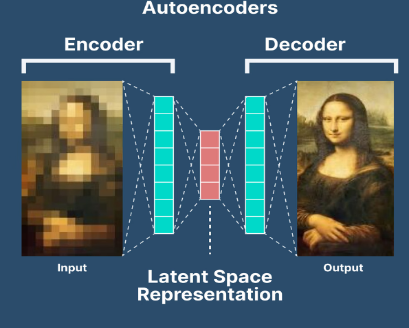 Autoencoders
Encoder
Decoder
Input
Output
Latent Space
Representation